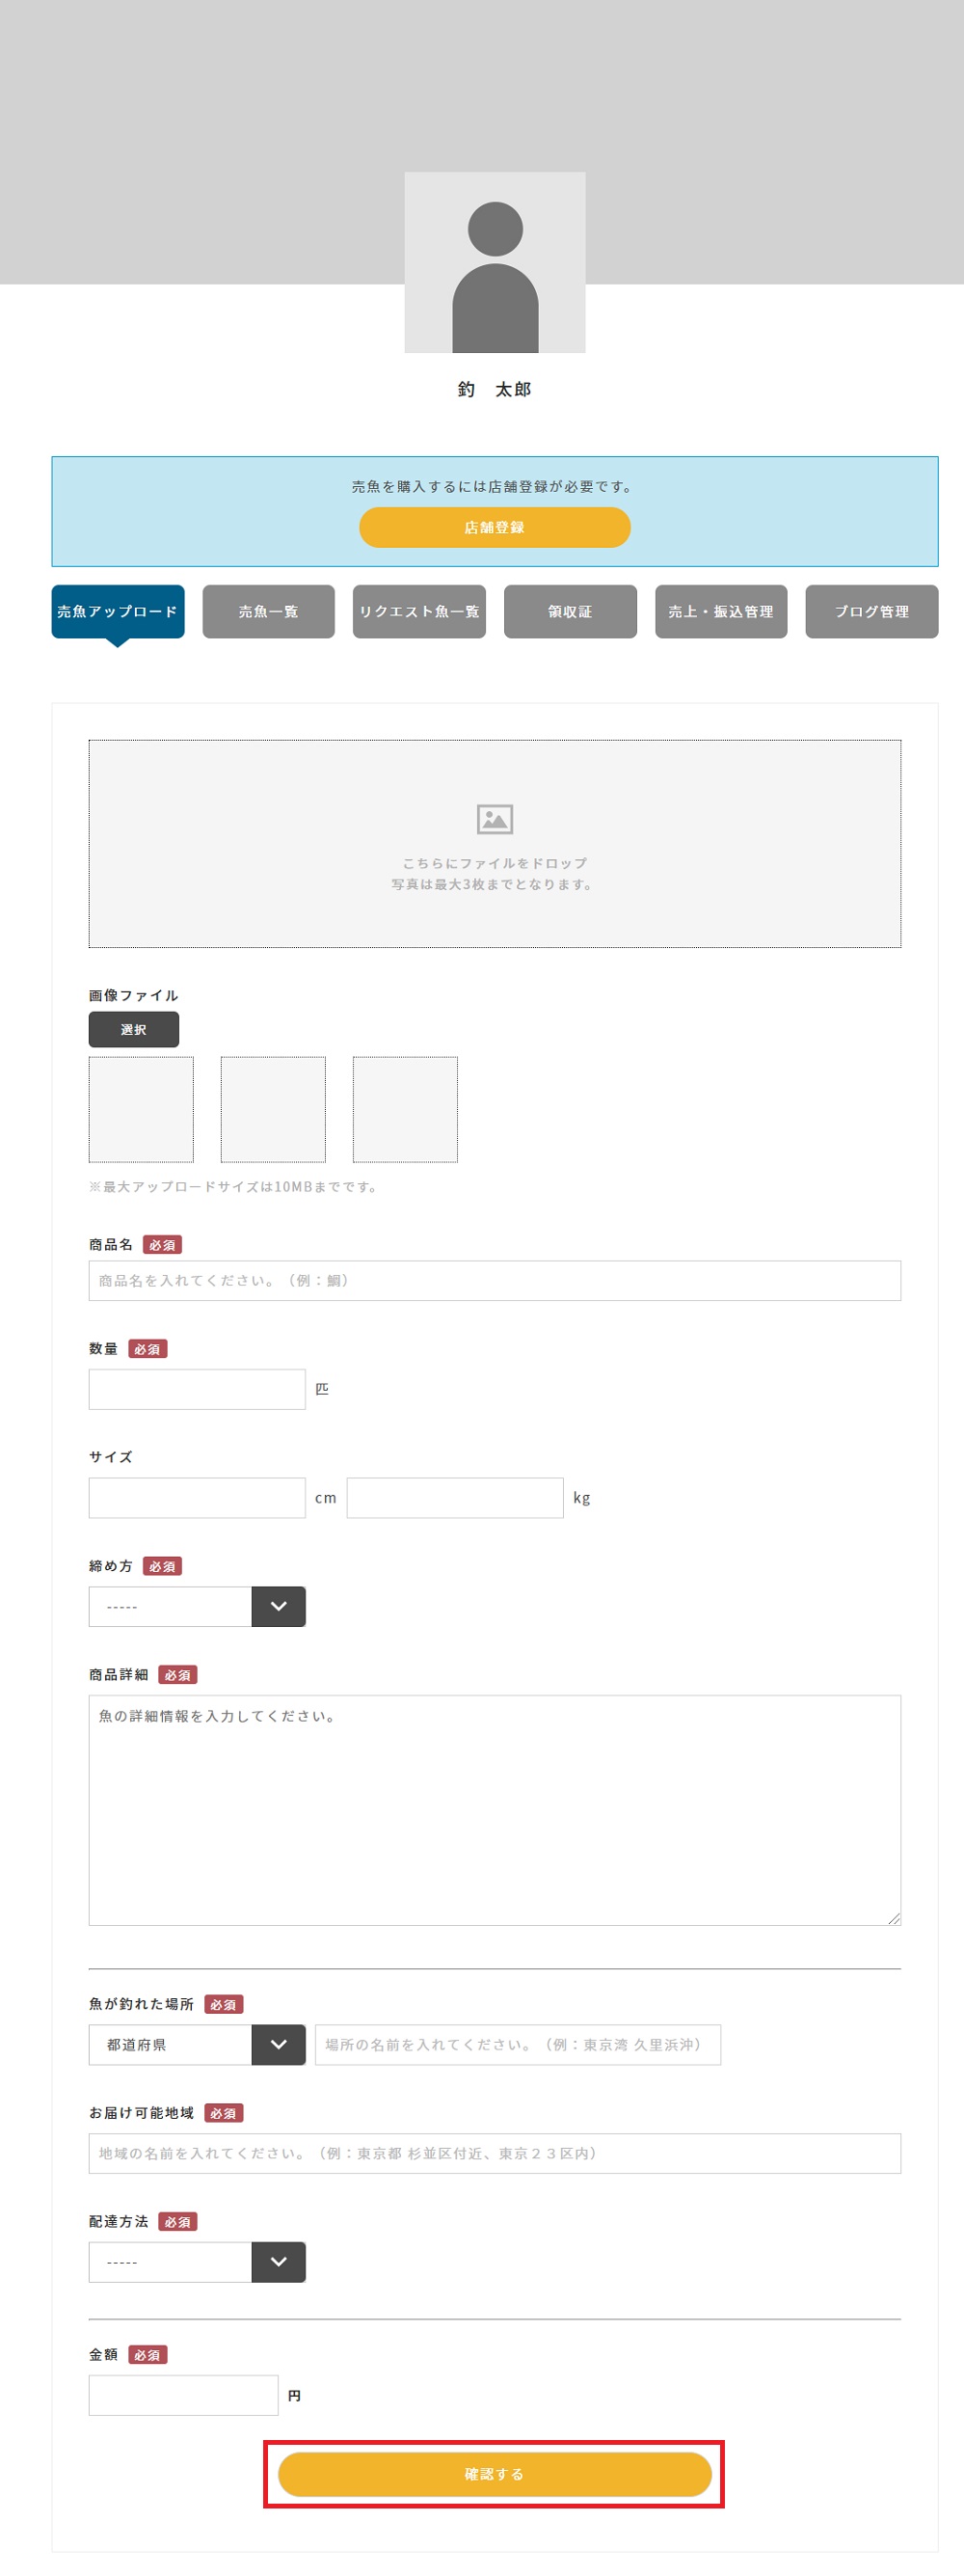 釣　太郎
売魚を購入するには店舗登録が必要です。
店舗登録
売魚アップロード 売魚一覧 リクエスト魚一覧 領収証 売上・振込管理 ブログ管理
こちらにファイルをドロップ
写真は最大3枚までとなります。
画像ファイル
選択
※最大アップロードサイズは10MBまでです。
商品名 必須
商品名を入れてください。（例：鯛）
数量 必須
匹
サイズ
cm kg
締め方 必須
-----
商品詳細 必須
魚の詳細情報を入力してください。
魚が釣れた場所 必須
都道府県 場所の名前を入れてください。（例：東京湾 久里浜沖）
お届け可能地域 必須
地域の名前を入れてください。（例：東京都 杉並区付近、東京２３区内）
配達方法 必須
-----
金額 必須
円
確認する